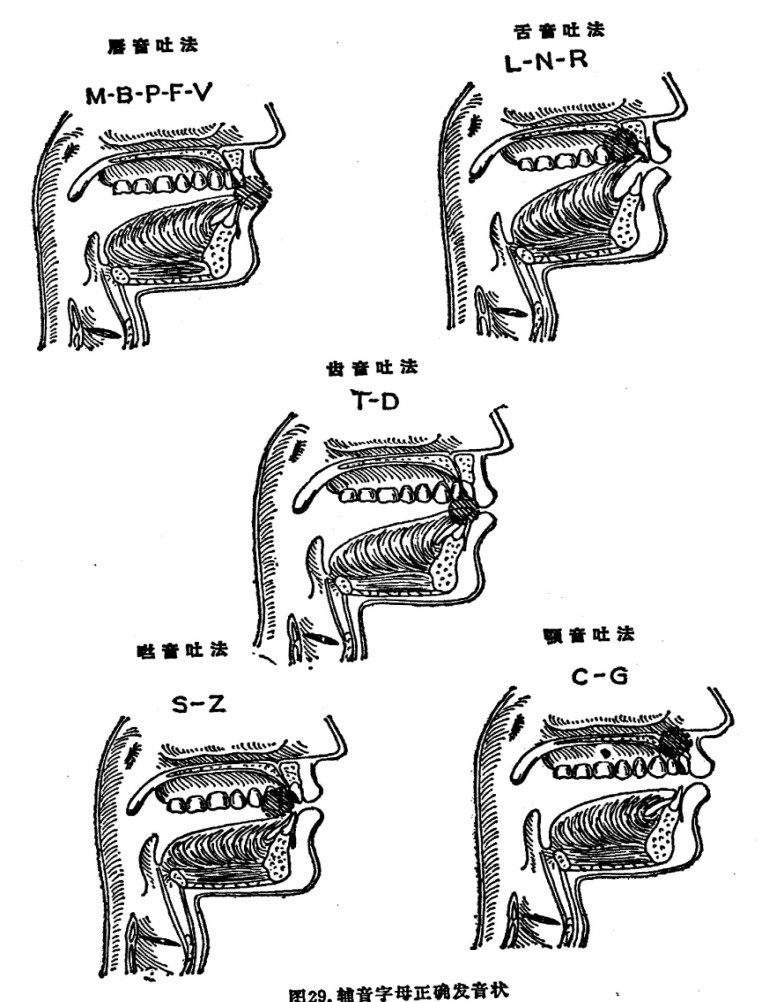 唇音吐法
M-B-P-F-V
舌音吐法
L-N-R
齿音吐法
T-D
咝音吐法
S-Z
颚音吐法
C-G
图29.辅音字母正确发音状